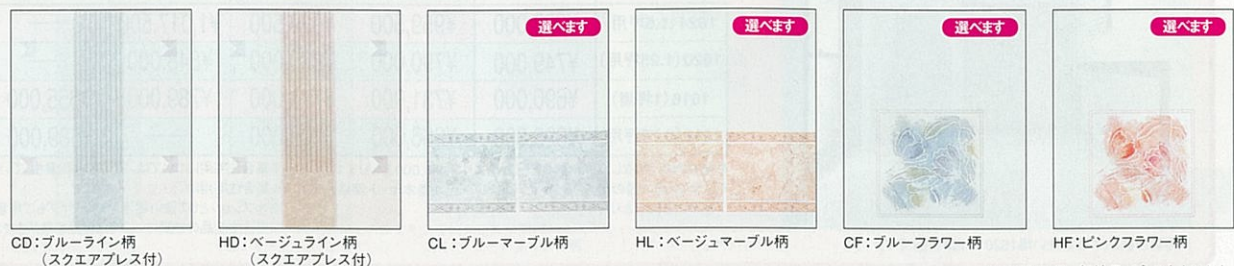 選べます
選べます
選べます
選べます
CD：ブルーライン柄
（スクエアプレス付）
HD：ベージュライン柄
（スクエアプレス付）
CL：ブルーマーブル柄
HL：ベージュマーブル柄
CF：ブルーフラワー柄
HF：ピンクフラワー柄